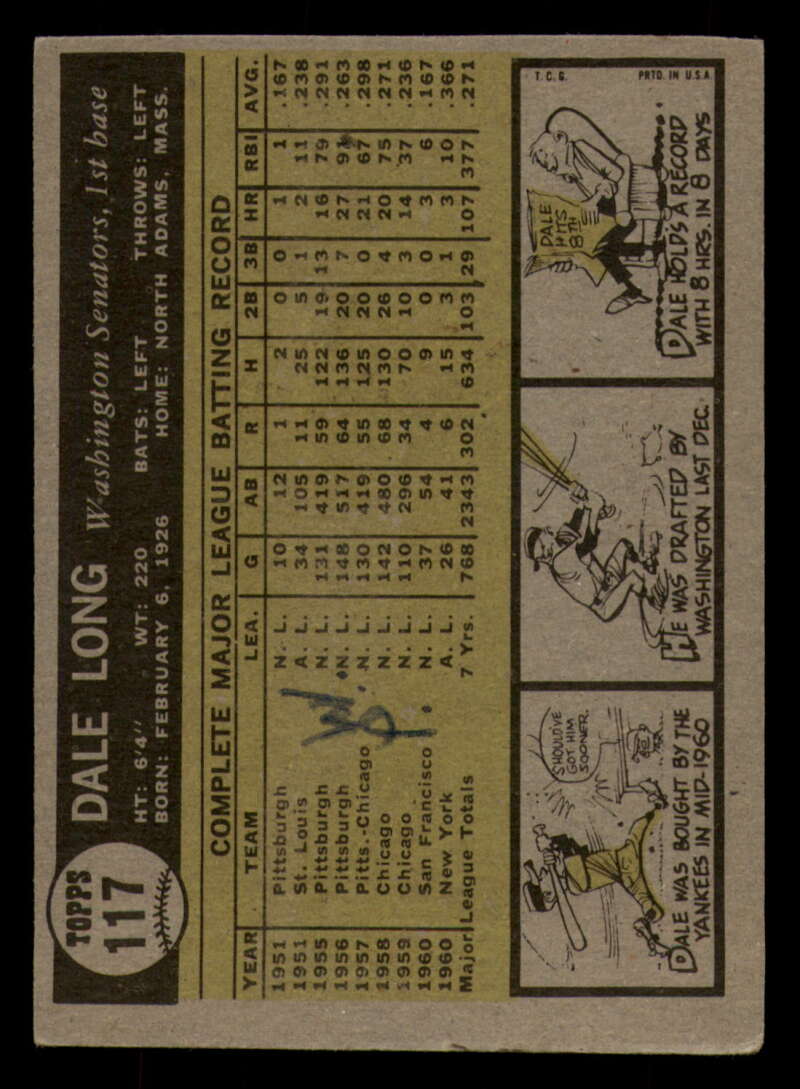 TOPPS
117
DALE LONG Washington Senators, 1st base
HT: 6'4" WT: 220 BATS: LEFT THROWS: LEFT
BORN: FEBRUARY 6, 1926 HOME: NORTH ADAMS, MASS.
COMPLETE MAJOR LEAGUE BATTING RECORD
YEAR TEAM LEA. G AB R H 2B 3B HR RBI AVG.
1951 Pittsburgh N. L. 10 12 1 2 0 0 1 1 .167
1951 St. Louis A. L. 34 105 11 25 5 1 2 11 .238
1955 Pittsburgh N. L. 131 419 59 122 19 13 16 79 .291
1956 Pittsburgh N. L. 148 517 64 136 20 7 27 91 .263
1957 Pitts.-Chicago N. L. 130 419 55 125 20 0 21 67 .298
1958 Chicago N. L. 142 480 68 130 26 4 20 75 .271
1959 Chicago N. L. 110 296 34 70 10 3 14 37 .236
1960 San Francisco N. L. 37 54 4 9 0 0 3 6 .167
1960 New York A. L. 26 41 6 15 3 1 3 10 .366
Major League Totals 7 Yrs. 768 2343 302 634 103 29 107 377 .271
SHOULD'VE
GOT HIM
SOONER.
DALE WAS BOUGHT BY THE
YANKEES IN MID-1960
HE WAS DRAFTED BY
WASHINGTON LAST DEC.
T.C.G. PRTD. IN U.S.A.
DALE
HITS
8TH
DALE HOLDS A RECORD
WITH 8 HRS. IN 8 DAYS